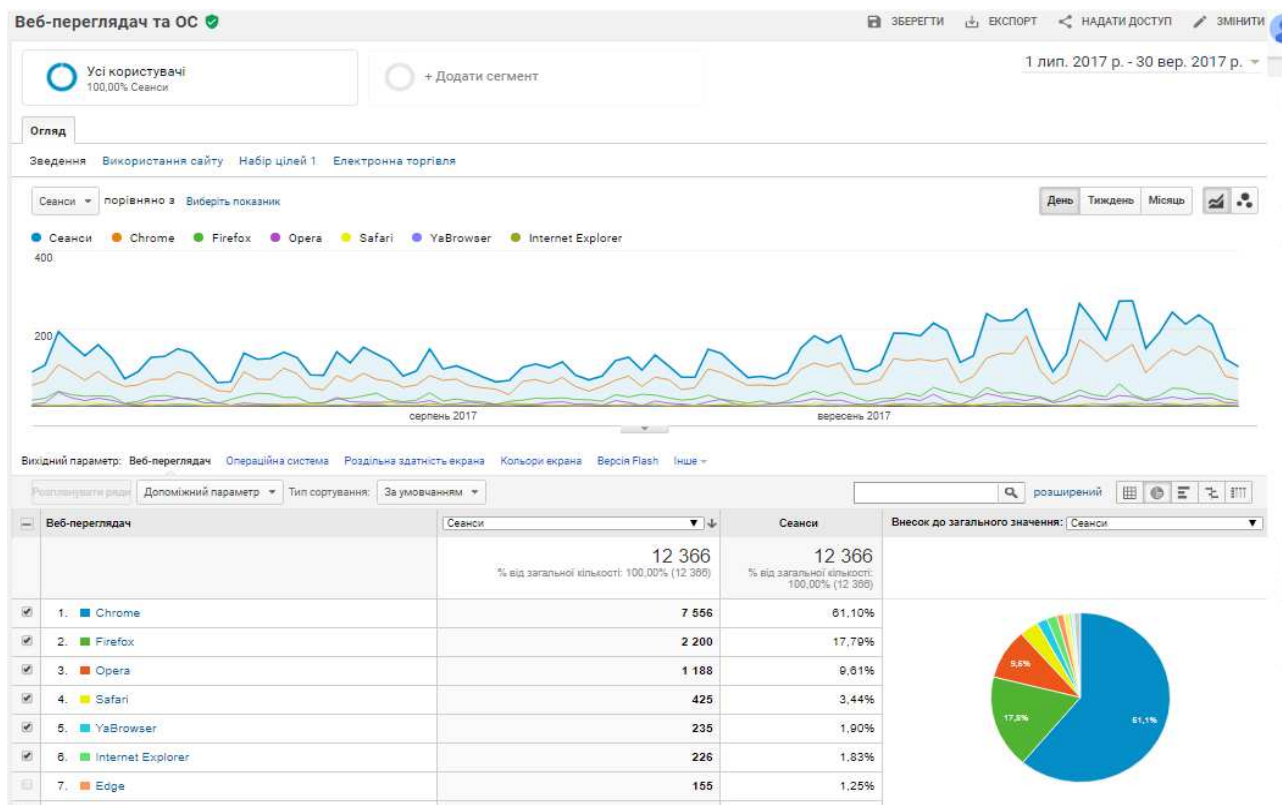 Веб-переглядач та ОС
ЗБЕРЕГТИ ЕКСПОРТ НАДАТИ ДОСТУП ЗМІНИТИ
Усі користувачі
100,00% Сеанси
+ Додати сегмент
1 лип. 2017 р. - 30 вер. 2017 р.
Огляд
Зведення Використання сайту Набір цілей 1 Електронна торгівля
Сеанси порівняно з Виберіть показник
День Тиждень Місяць
Сеанси Chrome Firefox Opera Safari YaBrowser Internet Explorer
400
200
серпень 2017 вересень 2017
Вихідний параметр: Веб-переглядач Операційна система Роздільна здатність екрана Кольори екрана Версія Flash Інше
Розпланувати ряди Допоміжний параметр Тип сортування: За умовчанням розширений
Веб-переглядач Сеанси Сеанси Внесок до загального значення: Сеанси
12 366 12 366
% від загальної кількості: 100,00% (12 366) % від загальної кількості:
100,00% (12 366)
1. Chrome 7 556 61,10%
2. Firefox 2 200 17,79%
3. Opera 1 188 9,61%
4. Safari 425 3,44%
5. YaBrowser 235 1,90%
6. Internet Explorer 226 1,83%
7. Edge 155 1,25%
9,6%
17,8%
61,1%